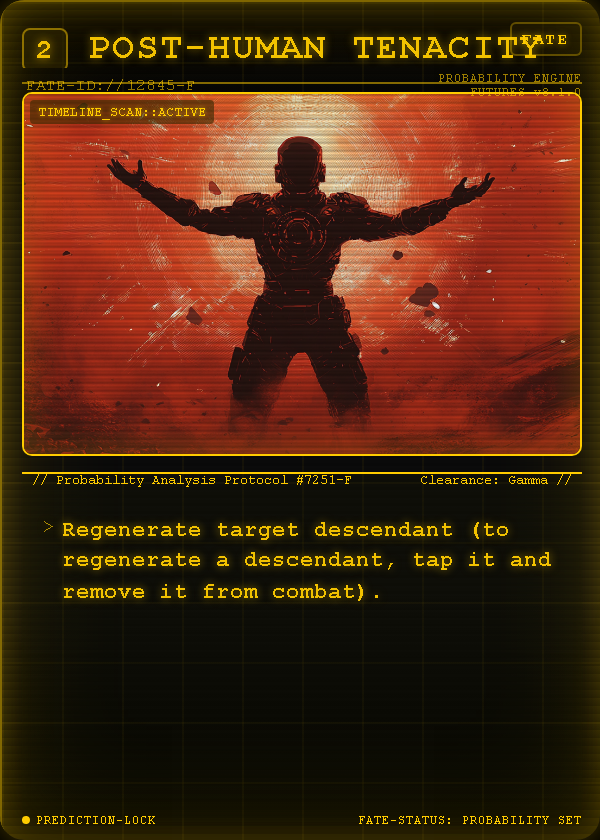 2
POST-HUMAN TENACITY
FATE
FATE-ID://12845-F
PROBABILITY ENGINE
FUTURES v8.1.0
TIMELINE_SCAN::ACTIVE
// Probability Analysis Protocol #7251-F
Clearance: Gamma //
> Regenerate target descendant (to
regenerate a descendant, tap it and
remove it from combat).
PREDICTION-LOCK
FATE-STATUS: PROBABILITY SET